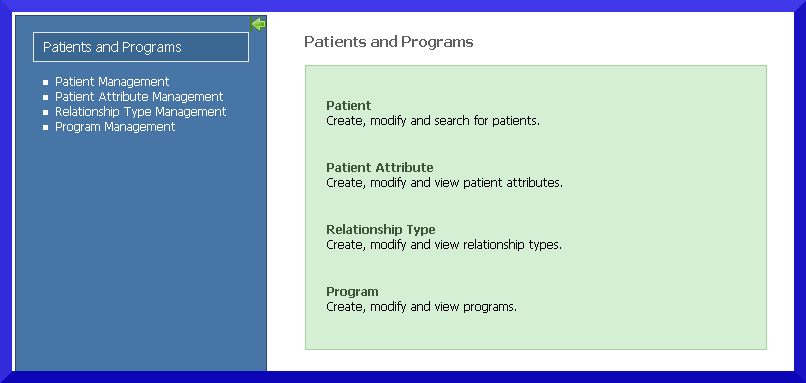 Patients and Programs
Patient Management
Patient Attribute Management
Relationship Type Management
Program Management
Patients and Programs
Patient
Create, modify and search for patients.
Patient Attribute
Create, modify and view patient attributes.
Relationship Type
Create, modify and view relationship types.
Program
Create, modify and view programs.